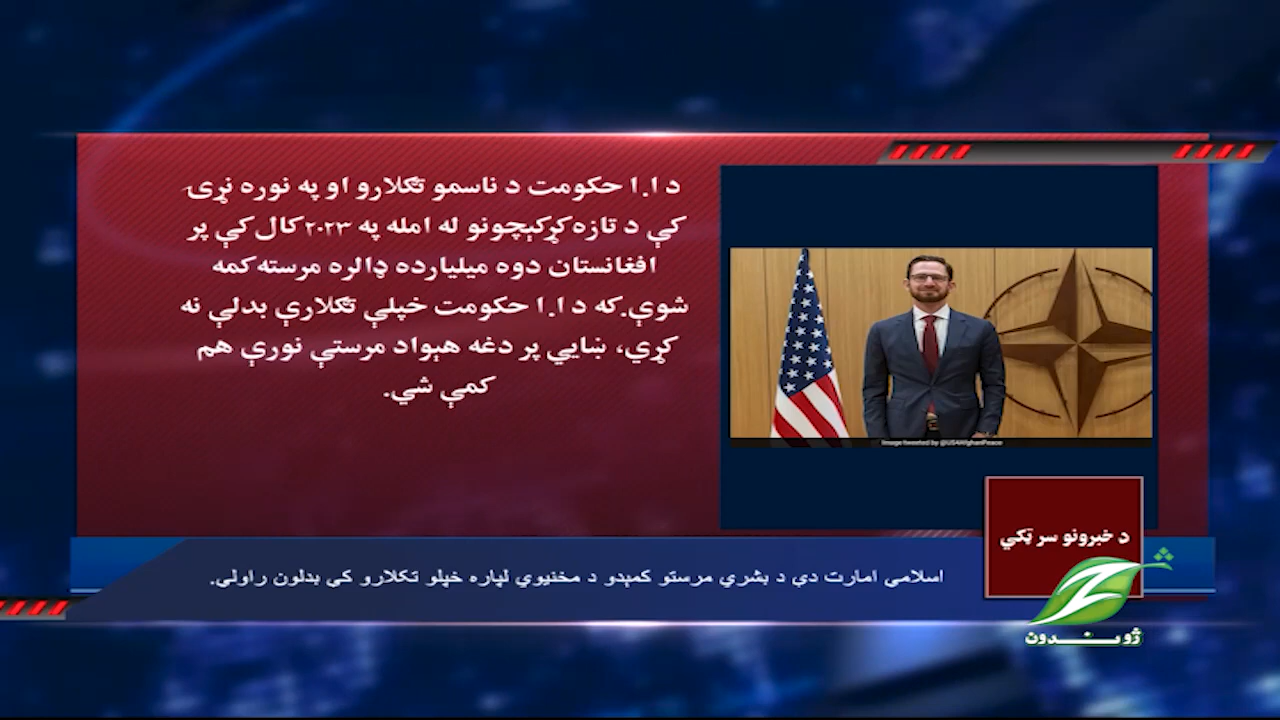 د ا.ا حکومت د ناسمو تګلارو او په نوره نړۍ
کې د تازه کړکېچونو له امله په ۲۰۲۳ کال کې پر
افغانستان دوه میلیارده ډالره مرسته کمه
شوې.که د ا.ا حکومت خپلې تګلارې بدلې نه
کړي، ښايي پر دغه هېواد مرستې نورې هم
کمې شي.
Image tweeted by @US4AfghanPeace
د خبرونو سر ټکي
اسلامي امارت دې د بشري مرستو کمېدو د مخنیوي لپاره خپلو تګلارو کې بدلون راولي.
ژوندون